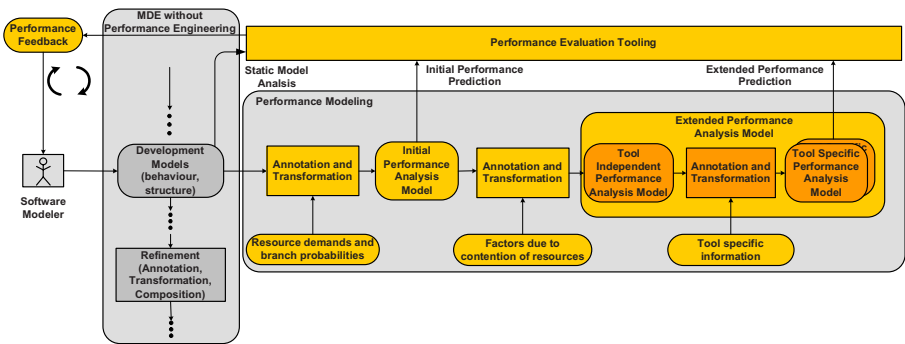 MDE without
Performance Engineering
Performance
Feedback
Performance Evaluation Tooling
Static Model
Analsis
Initial Performance
Prediction
Extended Performance
Prediction
Performance Modeling
Extended Performance
Analysis Model
Software
Modeler
Development
Models
(behaviour,
structure)
Annotation and
Transformation
Initial
Performance
Analysis
Model
Annotation and
Transformation
Tool
Independent
Performance
Analysis Model
Annotation and
Transformation
Tool Specific
Performance
Analysis
Model
Resource demands and
branch probabilities
Factors due to
contention of resources
Tool specific
information
Refinement
(Annotation,
Transformation,
Composition)